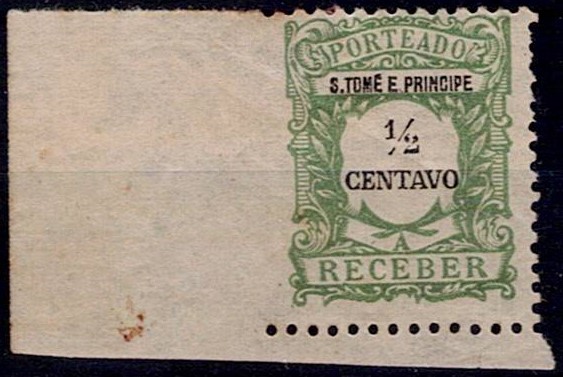 PORTEADO
S. TOMÉ E PRINCIPE
½
CENTAVO
A
RECEBER